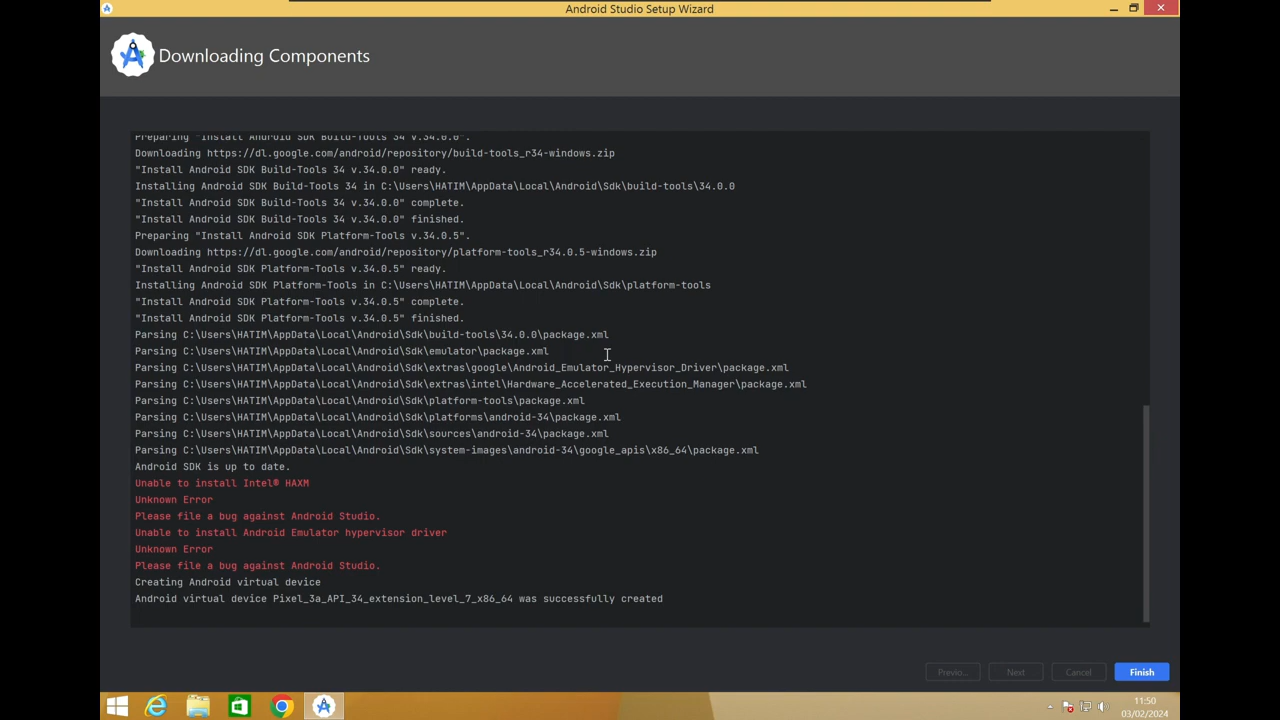 Android Studio Setup Wizard
Downloading Components
Preparing "Install Android SDK Build-Tools 34 v.34.0.0".
Downloading https://dl.google.com/android/repository/build-tools_r34-windows.zip
"Install Android SDK Build-Tools 34 v.34.0.0" ready.
Installing Android SDK Build-Tools 34 in C:\Users\HATIM\AppData\Local\Android\Sdk\build-tools\34.0.0
"Install Android SDK Build-Tools 34 v.34.0.0" complete.
"Install Android SDK Build-Tools 34 v.34.0.0" finished.
Preparing "Install Android SDK Platform-Tools v.34.0.5".
Downloading https://dl.google.com/android/repository/platform-tools_r34.0.5-windows.zip
"Install Android SDK Platform-Tools v.34.0.5" ready.
Installing Android SDK Platform-Tools in C:\Users\HATIM\AppData\Local\Android\Sdk\platform-tools
"Install Android SDK Platform-Tools v.34.0.5" complete.
"Install Android SDK Platform-Tools v.34.0.5" finished.
Parsing C:\Users\HATIM\AppData\Local\Android\Sdk\build-tools\34.0.0\package.xml
Parsing C:\Users\HATIM\AppData\Local\Android\Sdk\emulator\package.xml
Parsing C:\Users\HATIM\AppData\Local\Android\Sdk\extras\google\Android_Emulator_Hypervisor_Driver\package.xml
Parsing C:\Users\HATIM\AppData\Local\Android\Sdk\extras\intel\Hardware_Accelerated_Execution_Manager\package.xml
Parsing C:\Users\HATIM\AppData\Local\Android\Sdk\platform-tools\package.xml
Parsing C:\Users\HATIM\AppData\Local\Android\Sdk\platforms\android-34\package.xml
Parsing C:\Users\HATIM\AppData\Local\Android\Sdk\sources\android-34\package.xml
Parsing C:\Users\HATIM\AppData\Local\Android\Sdk\system-images\android-34\google_apis\x86_64\package.xml
Android SDK is up to date.
Unable to install Intel® HAXM
Unknown Error
Please file a bug against Android Studio.
Unable to install Android Emulator hypervisor driver
Unknown Error
Please file a bug against Android Studio.
Creating Android virtual device
Android virtual device Pixel_3a_API_34_extension_level_7_x86_64 was successfully created
Previo... Next Cancel Finish
11:50
03/02/2024